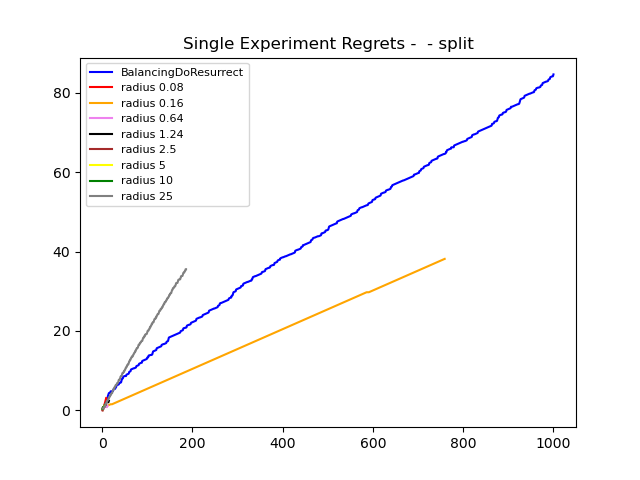 Single Experiment Regrets -  - split
BalancingDoResurrect
radius 0.08
radius 0.16
radius 0.64
radius 1.24
radius 2.5
radius 5
radius 10
radius 25
80
60
40
20
0
0 200 400 600 800 1000